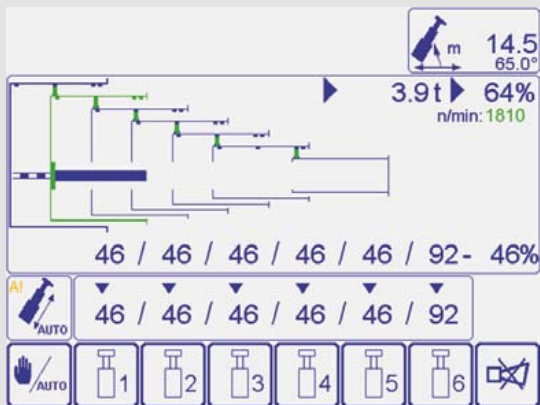 m 14.5
65.0°
3.9 t 64%
n/min: 1810
46 / 46 / 46 / 46 / 46 / 92 - 46%
A!
AUTO
46 / 46 / 46 / 46 / 46 / 92
/AUTO 1 2 3 4 5 6